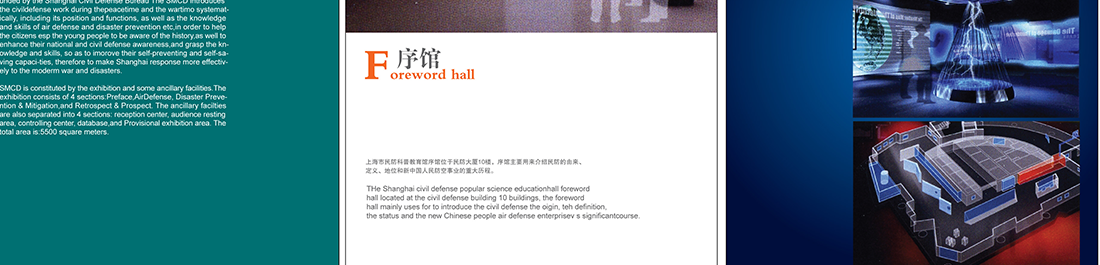 unded by the Shanghai Civil Defense Bureau The SMCD introduces
the civildefense work during thepeacetime and the wartimo systemat-
ically, including its position and functions, as well as the knowledge
and skills of air defense and disaster prevention etc,in order to help
the citizens esp the young people to be aware of the history,as well to
enhance their national and civil defense awareness,and grasp the kn-
owledge and skills, so as to imorove their self-preventing and self-sa-
ving capaci-ties, therefore to make Shanghai response more effectiv-
ely to the moderm war and disasters.
SMCD is constituted by the exhibition and some ancillary facilities.The
exhibition consists of 4 sections:Preface,AirDefense, Disaster Preve-
ntion & Mitigation,and Retrospect & Prospect. The ancillary facilties
are also separated into 4 sections: reception center, audience resting
area, controlling center, database,and Provisional exhibition area. The
total area is:5500 square meters.
序馆
Foreword hall
上海市民防科普教育馆序馆位于民防大厦10楼。序馆主要用来介绍民防的由来、
定义、地位和新中国人民防空事业的重大历程。
THe Shanghai civil defense popular science educationhall foreword
hall located at the civil defense building 10 buildings, the foreword
hall mainly uses for to introduce the civil defense the oigin, teh definition,
the status and the new Chinese people air defense enterprisev s significantcourse.